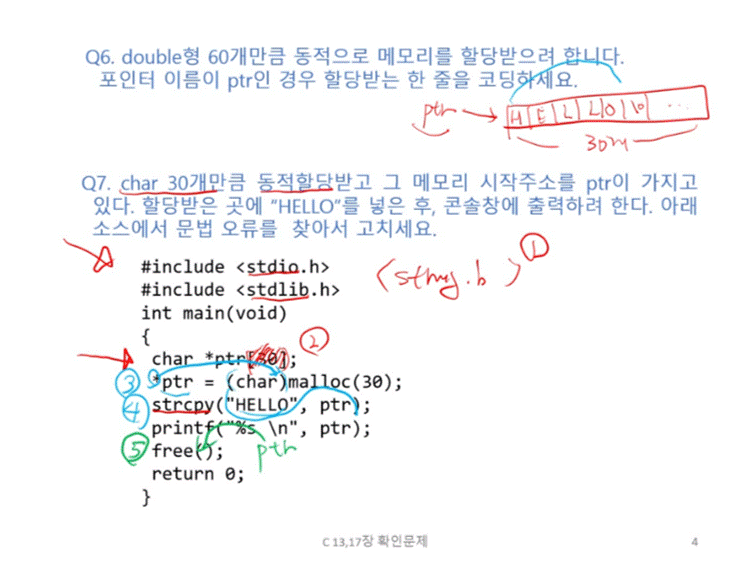 Q6. double형 60개만큼 동적으로 메모리를 할당받으려 합니다.
포인터 이름이 ptr인 경우 할당받는 한 줄을 코딩하세요.
ptr → H E L L O \0 ...
30개
Q7. char 30개만큼 동적할당받고 그 메모리 시작주소를 ptr이 가지고
있다. 할당받은 곳에 "HELLO"를 넣은 후, 콘솔창에 출력하려 한다. 아래
소스에서 문법 오류를 찾아서 고치세요.
#include <stdio.h>
<string.h> ①
#include <stdlib.h>
int main(void)
{
②
char *ptr[30];
③ *ptr = (char)malloc(30);
④ strcpy("HELLO", ptr);
printf("%s \n", ptr);
⑤ free();
ptr
return 0;
}
C 13,17장 확인문제
4